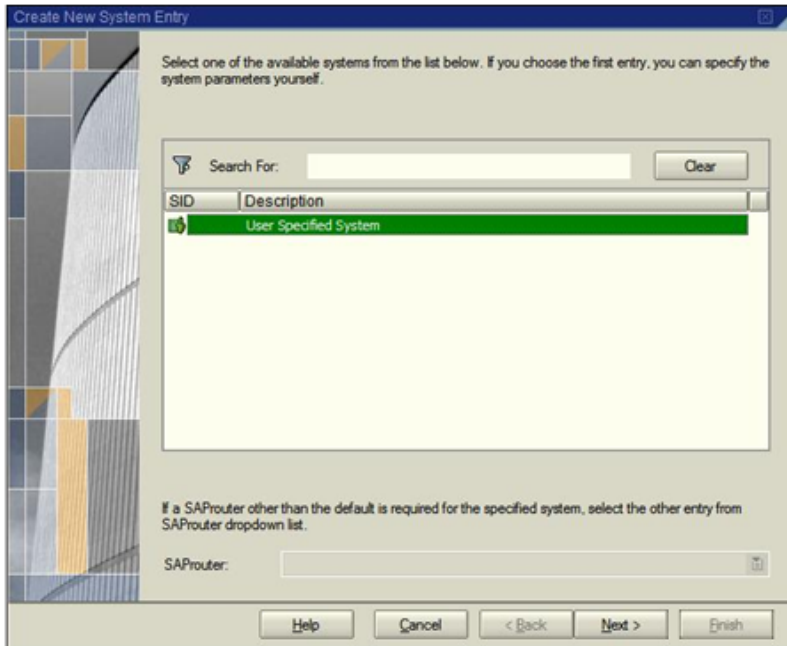 Create New System Entry
Select one of the available systems from the list below. If you choose the first entry, you can specify the
system parameters yourself.
Search For:
Clear
SID Description
User Specified System
If a SAProuter other than the default is required for the specified system, select the other entry from
SAProuter dropdown list.
SAProuter:
Help Cancel < Back Next > Finish